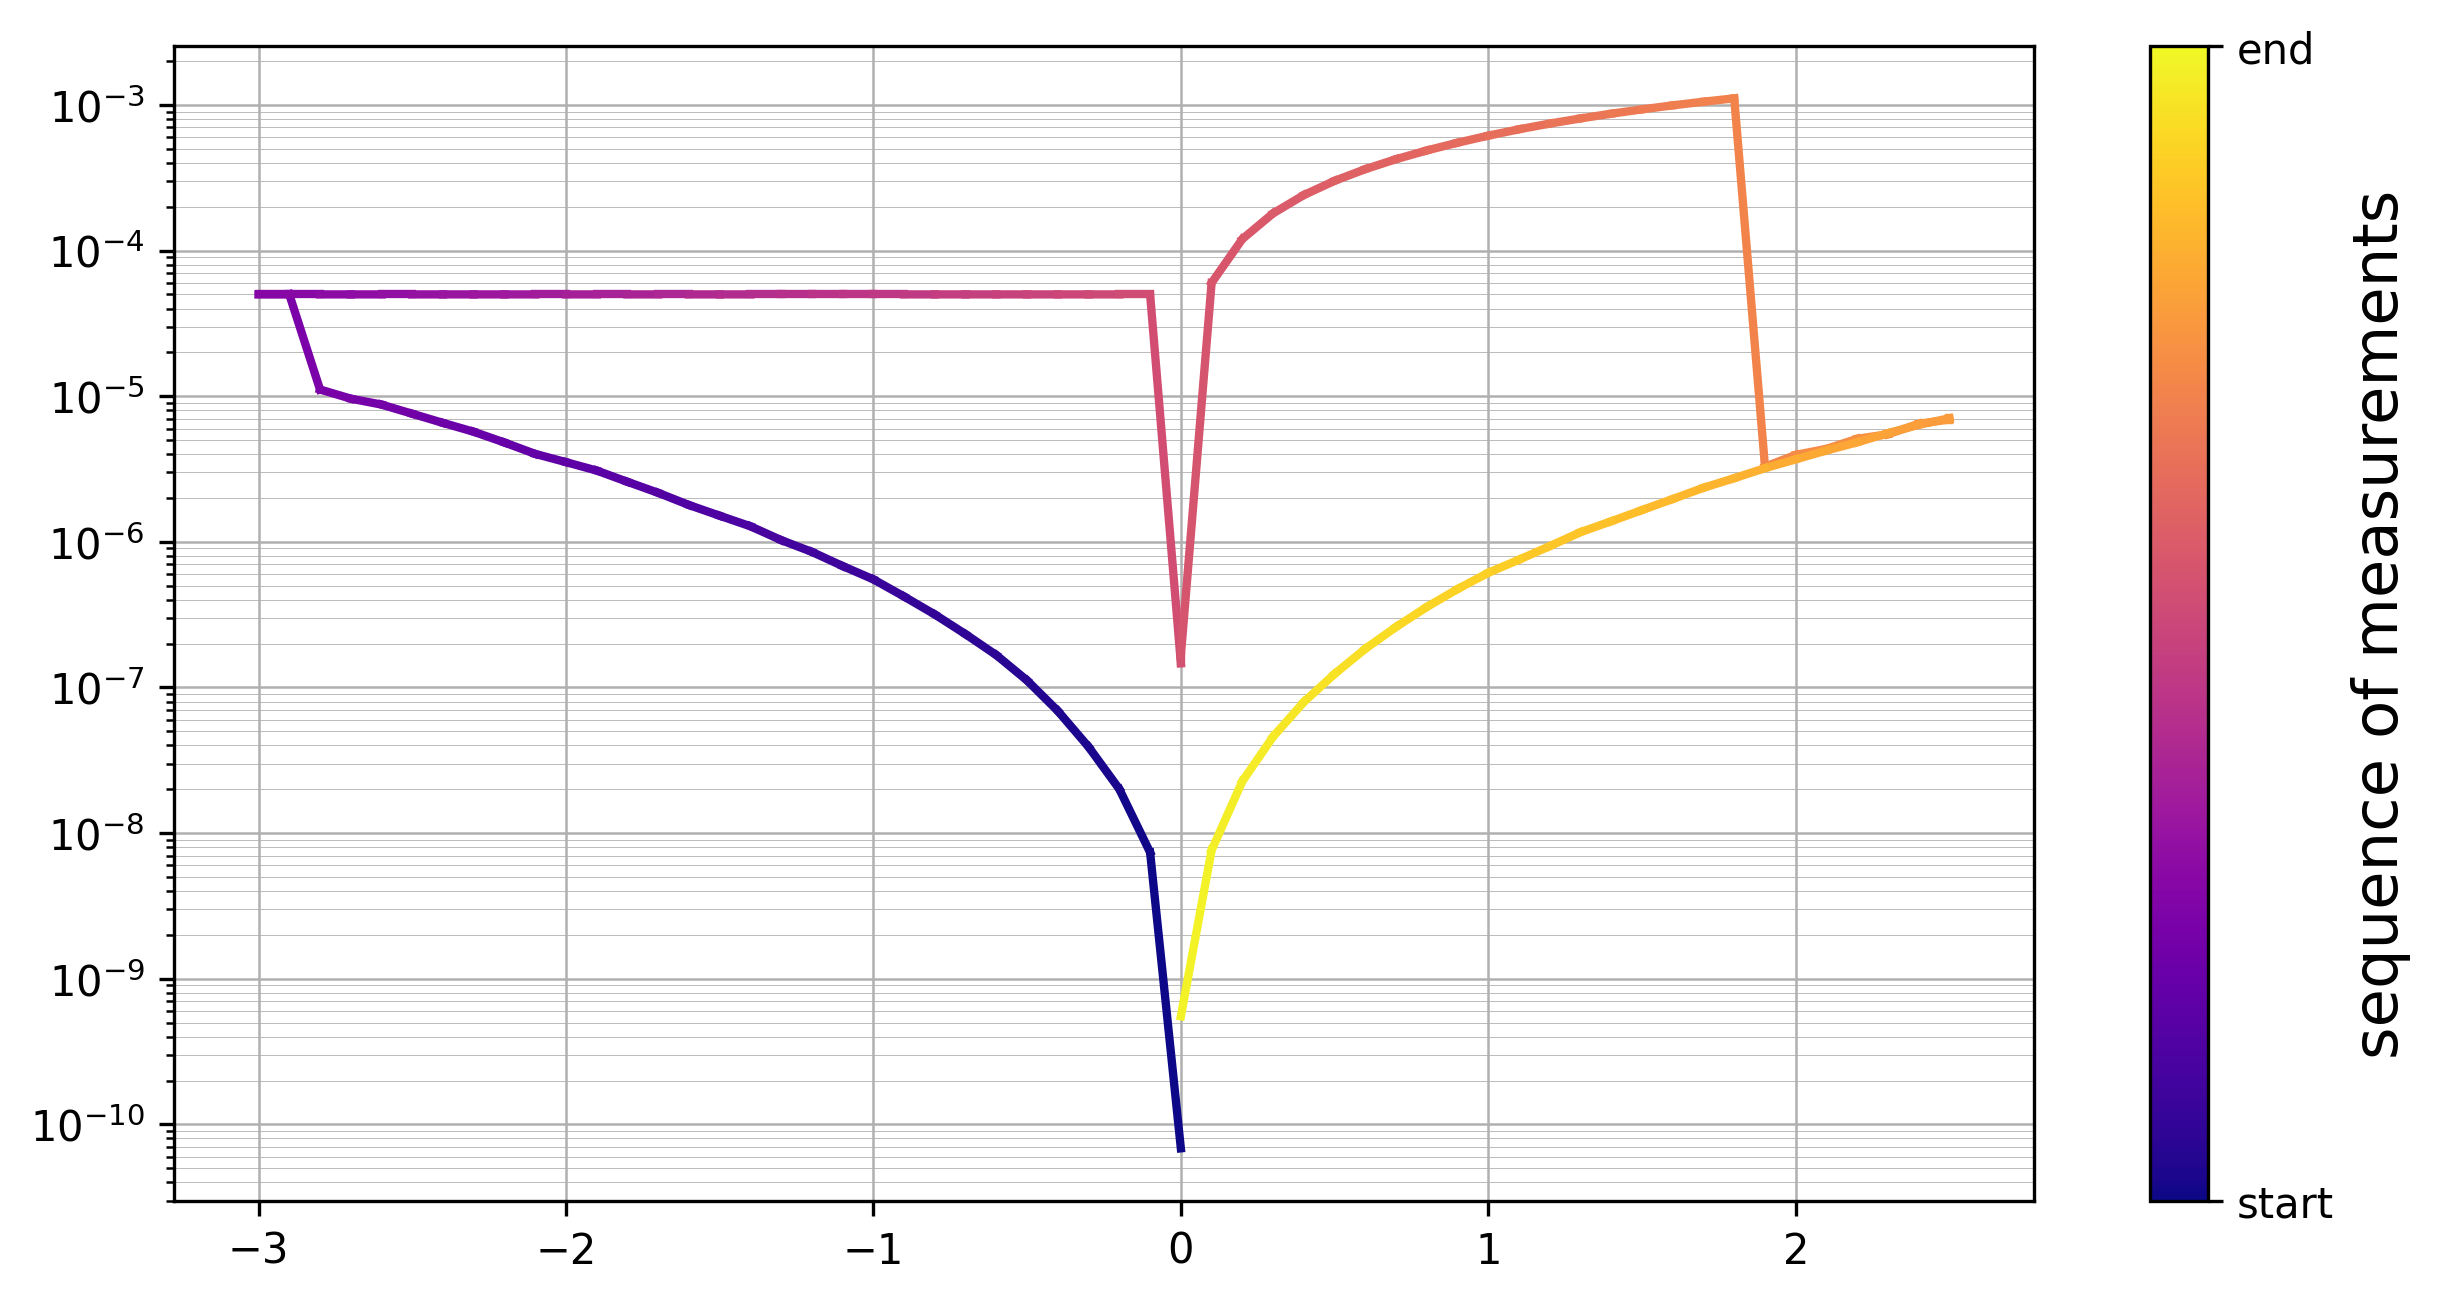 10⁻³
10⁻⁴
10⁻⁵
10⁻⁶
10⁻⁷
10⁻⁸
10⁻⁹
10⁻¹⁰
−3 −2 −1 0 1 2
end
start
sequence of measurements